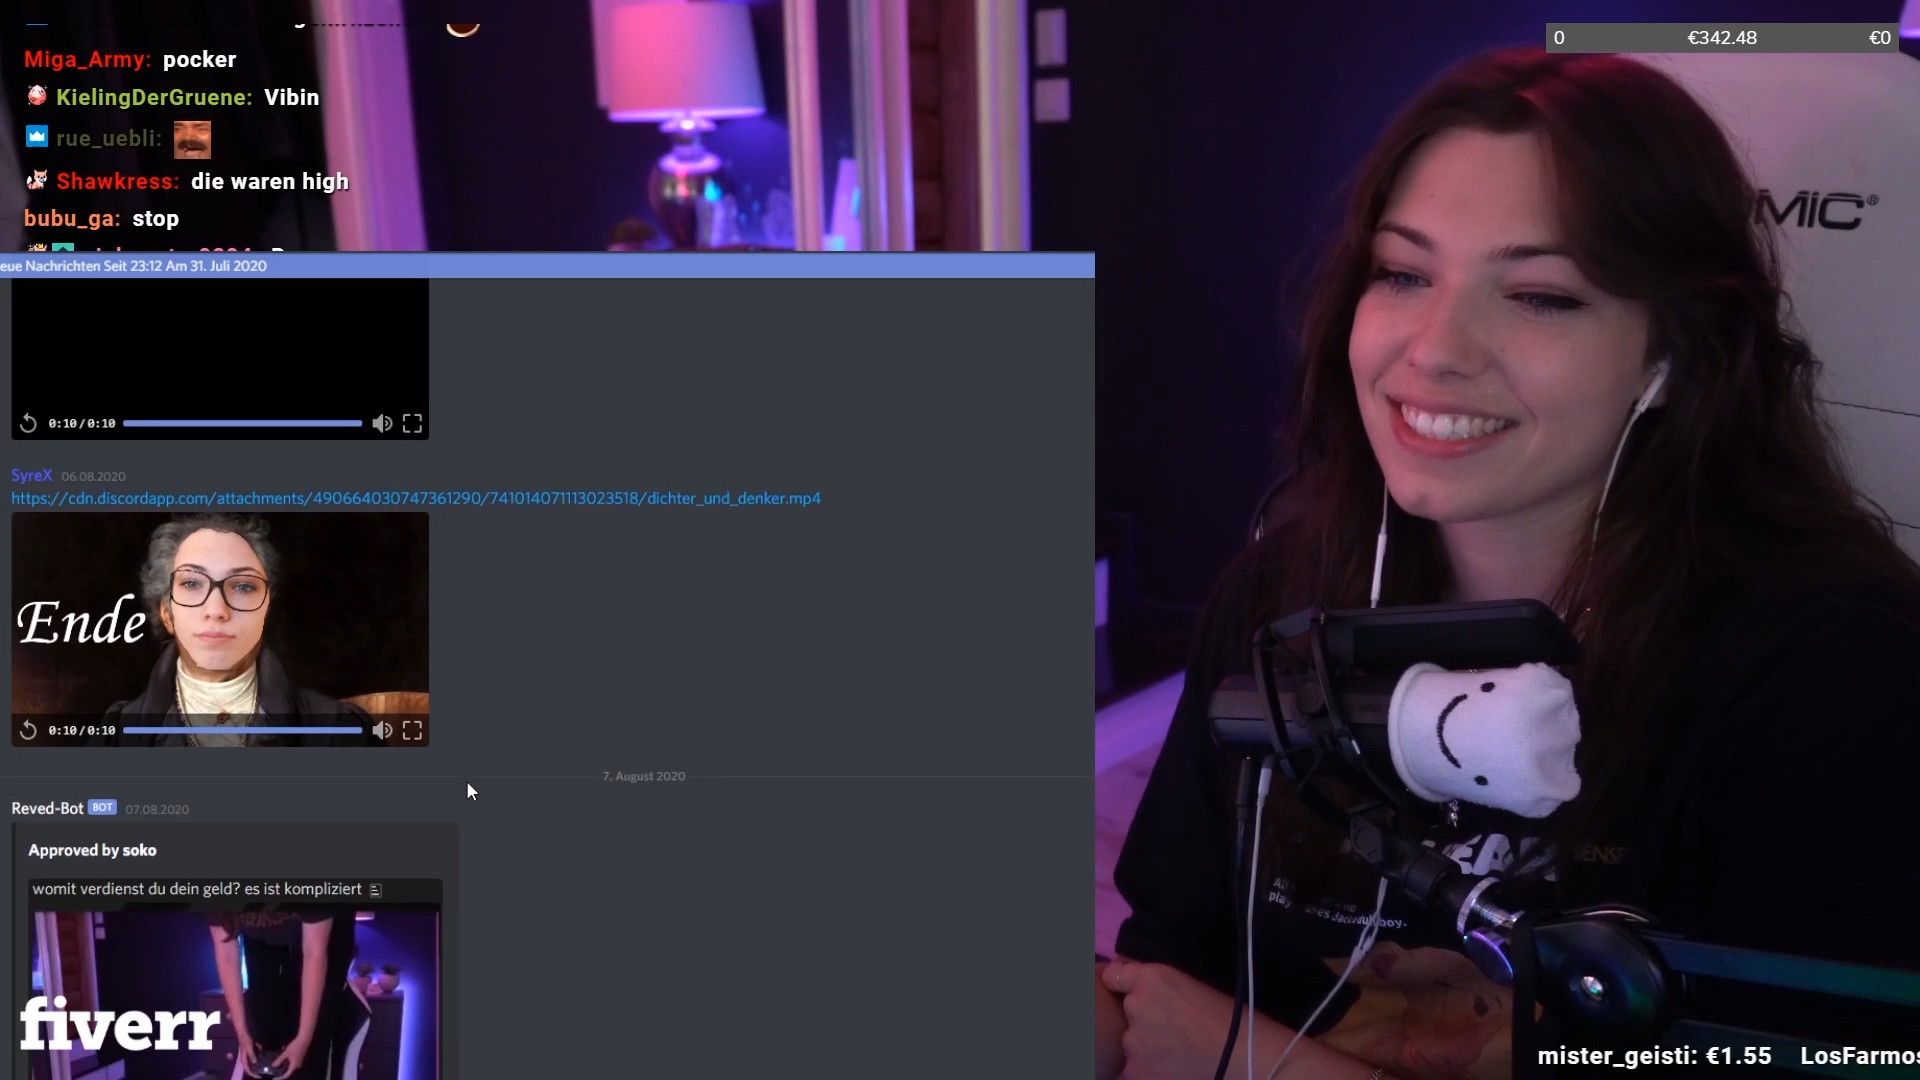 0 €342.48 €0
Miga_Army: pocker
KielingDerGruene: Vibin
rue_uebli:
Shawkress: die waren high
bubu_ga: stop
MIC®
eue Nachrichten Seit 23:12 Am 31. Juli 2020
0:10/0:10
SyreX 06.08.2020
https://cdn.discordapp.com/attachments/490664030747361290/741014071113023518/dichter_und_denker.mp4
Ende
0:10/0:10
7. August 2020
Reved-Bot BOT 07.08.2020
Approved by soko
womit verdienst du dein geld? es ist kompliziert
fiverr
mister_geisti: €1.55 LosFarmos